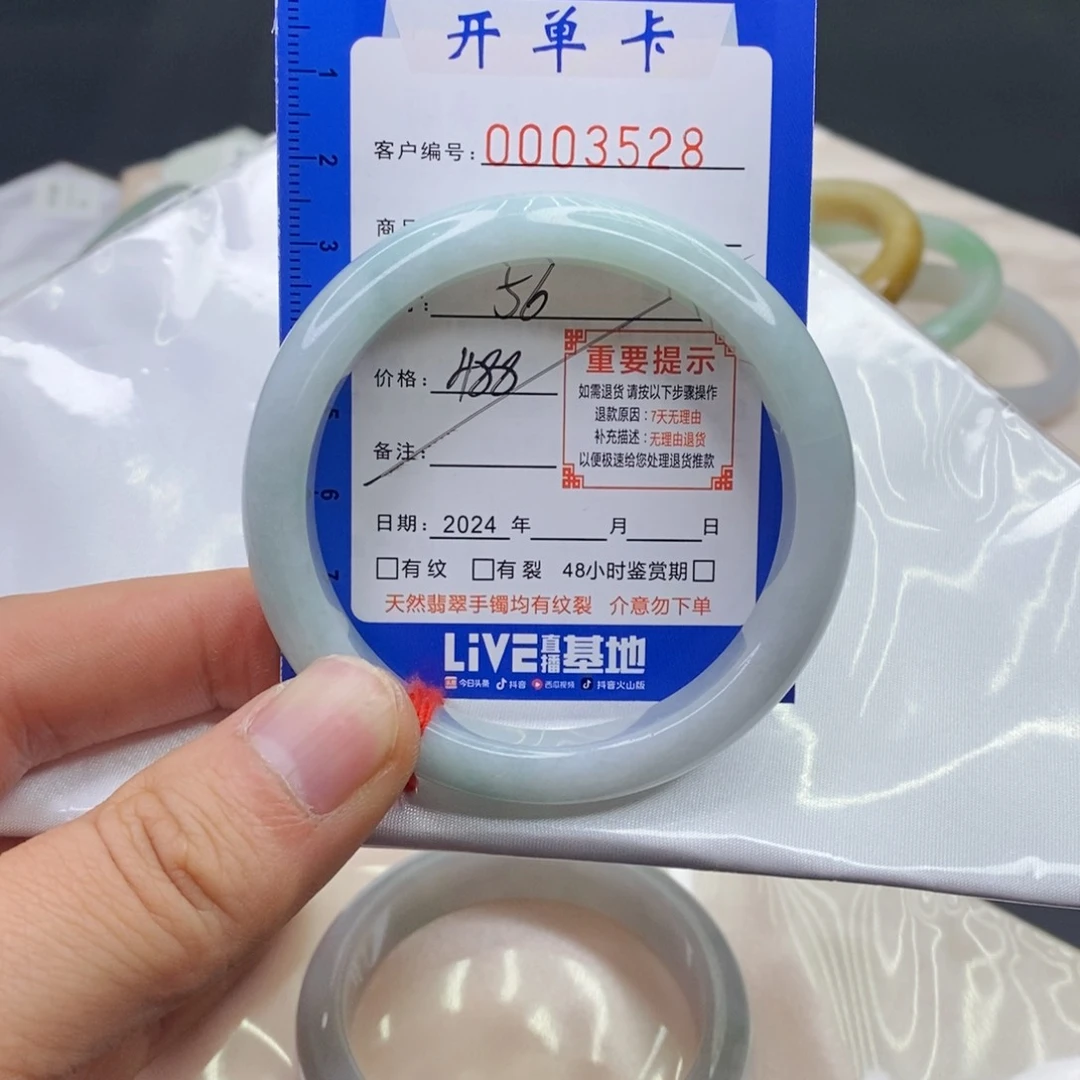 开单卡
1
客户编号：0003528
2
商
3
56
价格：488
重要提示
如需退货 请按以下步骤操作
退款原因：7天无理由
补充描述：无理由退货
以便极速给您处理退货推款
备注：
5
6
日期：2024 年 月 日
7
□有纹 □有裂 48小时鉴赏期□
天然翡翠手镯均有纹裂 介意勿下单
LiVE直播基地
今日头条 抖音 西瓜视频 抖音火山版